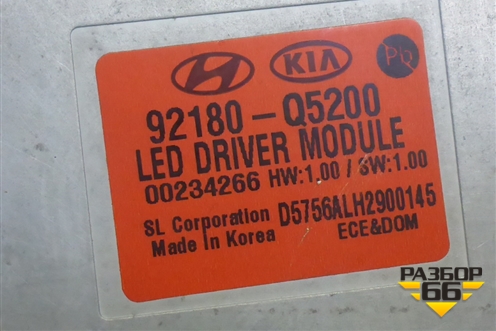 KIA Pb
92180-Q5200
LED DRIVER MODULE
00234266 HW:1.00 / SW:1.00
SL Corporation D5756ALH2900145
Made in Korea ECE&DOM
РАЗБОР
66